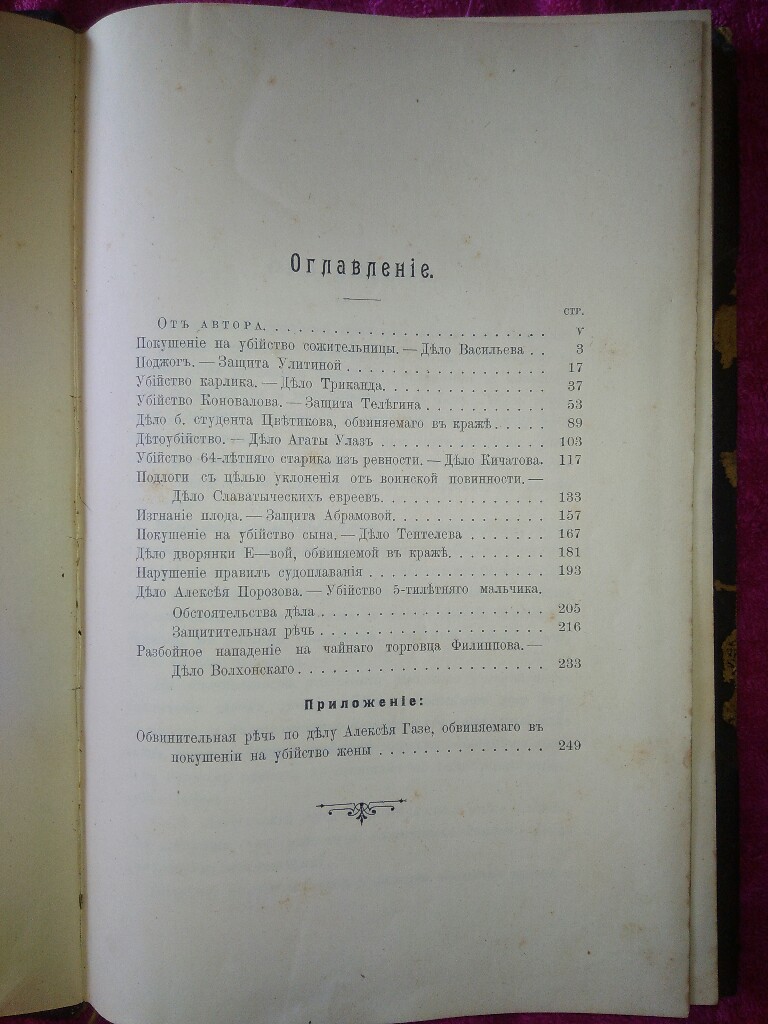 Оглавленіе.
СТР.
Отъ автора. . . . . . . . . . . . . . . . . . . . . . . . V
Покушеніе на убійство сожительницы. — Дѣло Васильева . . 3
Поджогъ. — Защита Улитиной . . . . . . . . . . . . . . . . 17
Убійство карлика. — Дѣло Триканда. . . . . . . . . . . . . 37
Убійство Коновалова. — Защита Телѣгина . . . . . . . . . . 53
Дѣло б. студента Цвѣтикова, обвиняемаго въ кражѣ. . . . . 89
Дѣтоубійство. — Дѣло Агаты Улазъ . . . . . . . . . . . . . 103
Убійство 64-лѣтняго старика изъ ревности. — Дѣло Кичатова. 117
Подлоги съ цѣлью уклоненія отъ воинской повинности. —
Дѣло Славатыческихъ евреевъ. . . . . . . . . . . . . . 133
Изгнаніе плода. — Защита Абрамовой. . . . . . . . . . . . 157
Покушеніе на убійство сына. — Дѣло Тентелева . . . . . . . 167
Дѣло дворянки Е—вой, обвиняемой въ кражѣ. . . . . . . . . 181
Нарушеніе правилъ судоплаванія . . . . . . . . . . . . . . 193
Дѣло Алексѣя Порозова. — Убійство 5-тилѣтняго мальчика.
Обстоятельства дѣла . . . . . . . . . . . . . . . . . . 205
Защитительная рѣчь . . . . . . . . . . . . . . . . . . 216
Разбойное нападеніе на чайнаго торговца Филиппова. —
Дѣло Волхонскаго. . . . . . . . . . . . . . . . . . . . 233
Приложеніе:
Обвинительная рѣчь по дѣлу Алексѣя Газе, обвиняемаго въ
покушеніи на убійство жены . . . . . . . . . . . . . . . 249